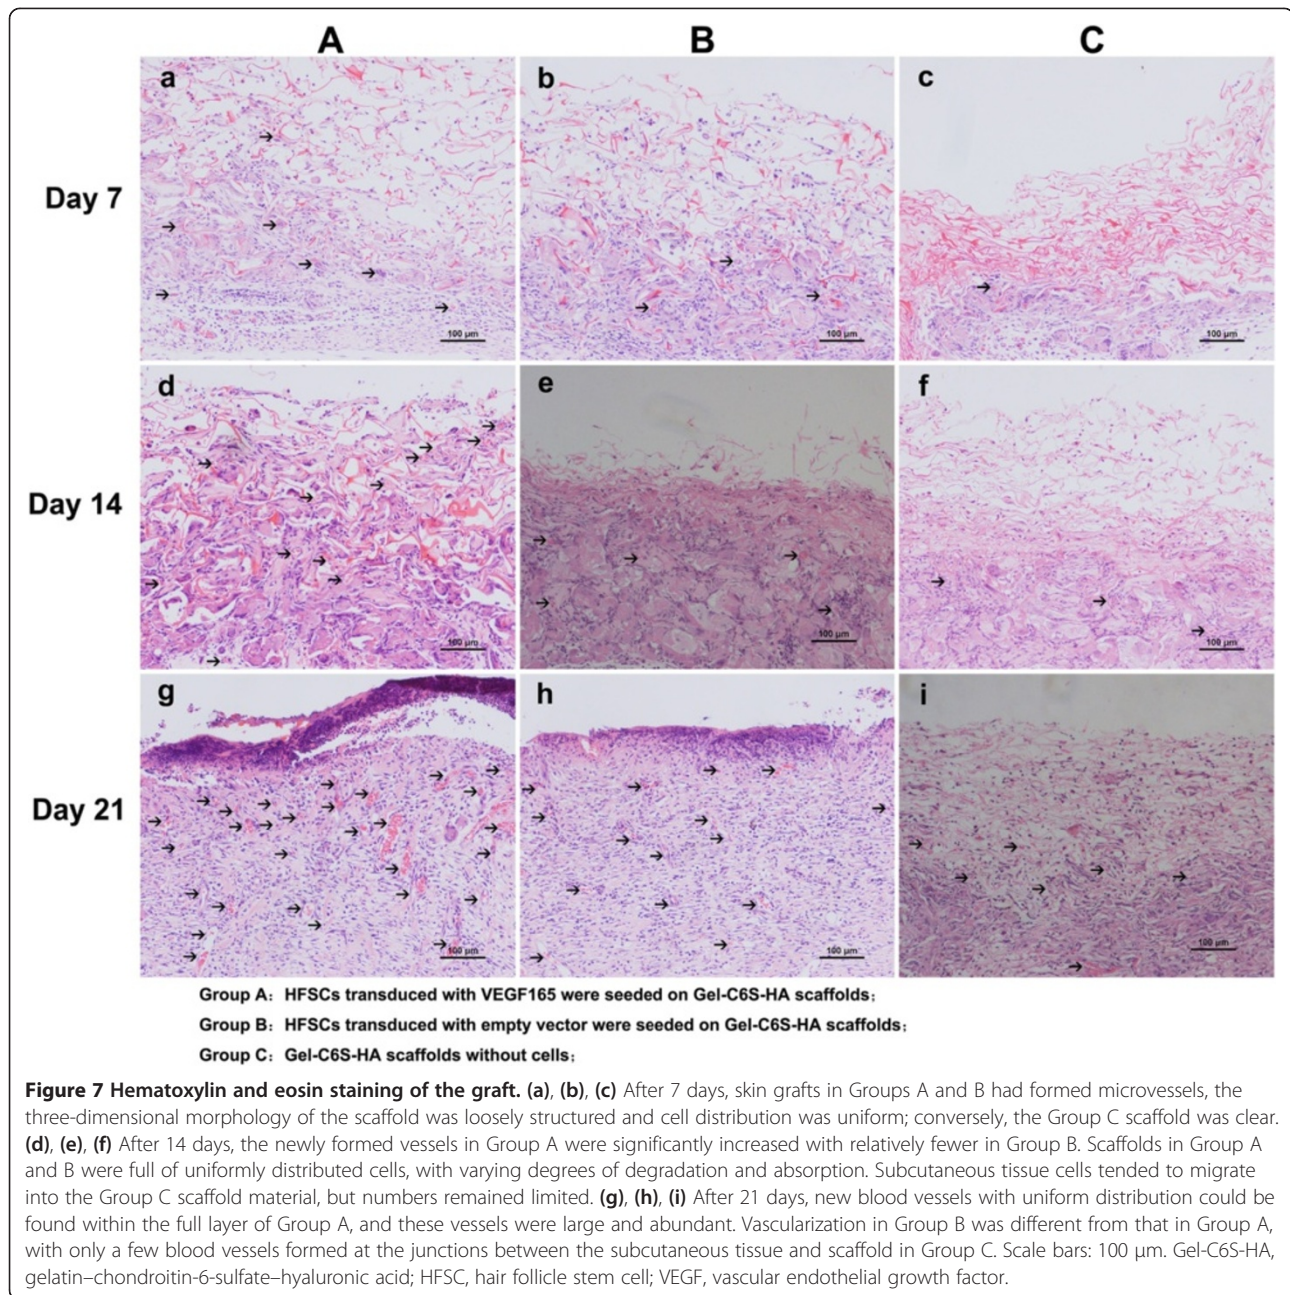 A B C
a b c
Day 7
100 µm 100 µm 100 µm
d e f
Day 14
100 µm 100 µm 100 µm
g h i
Day 21
100 µm 100 µm 100 µm
Group A: HFSCs transduced with VEGF165 were seeded on Gel-C6S-HA scaffolds;
Group B: HFSCs transduced with empty vector were seeded on Gel-C6S-HA scaffolds;
Group C: Gel-C6S-HA scaffolds without cells;
Figure 7 Hematoxylin and eosin staining of the graft. (a), (b), (c) After 7 days, skin grafts in Groups A and B had formed microvessels, the
three-dimensional morphology of the scaffold was loosely structured and cell distribution was uniform; conversely, the Group C scaffold was clear.
(d), (e), (f) After 14 days, the newly formed vessels in Group A were significantly increased with relatively fewer in Group B. Scaffolds in Group A
and B were full of uniformly distributed cells, with varying degrees of degradation and absorption. Subcutaneous tissue cells tended to migrate
into the Group C scaffold material, but numbers remained limited. (g), (h), (i) After 21 days, new blood vessels with uniform distribution could be
found within the full layer of Group A, and these vessels were large and abundant. Vascularization in Group B was different from that in Group A,
with only a few blood vessels formed at the junctions between the subcutaneous tissue and scaffold in Group C. Scale bars: 100 µm. Gel-C6S-HA,
gelatin–chondroitin-6-sulfate–hyaluronic acid; HFSC, hair follicle stem cell; VEGF, vascular endothelial growth factor.